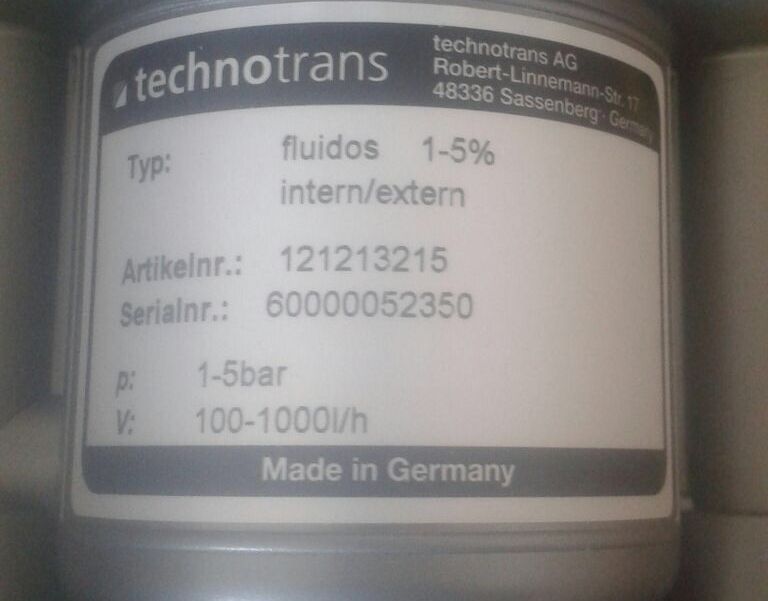 technotrans
technotrans AG
Robert-Linnemann-Str. 17
48336 Sassenberg · Germany
Typ: fluidos 1-5%
intern/extern
Artikelnr.: 121213215
Serialnr.: 60000052350
p: 1-5bar
V: 100-1000l/h
Made in Germany